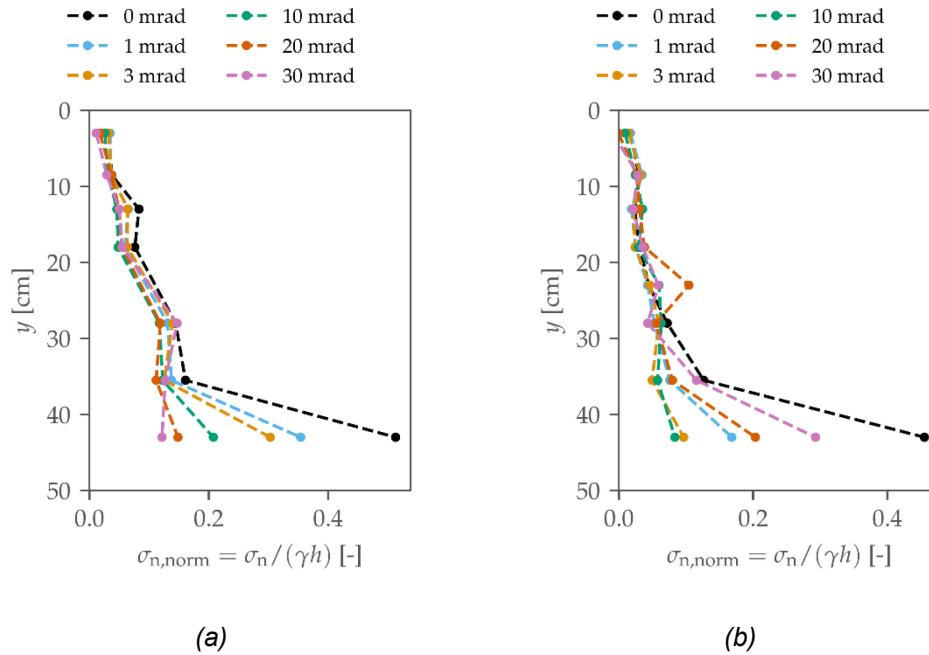 0 mrad
10 mrad
1 mrad
20 mrad
3 mrad
30 mrad
0
10
20
30
40
50
y [cm]
0.0
0.2
0.4
σn,norm = σn/(γh) [-]
(a)
0 mrad
10 mrad
1 mrad
20 mrad
3 mrad
30 mrad
0
10
20
30
40
50
y [cm]
0.0
0.2
0.4
σn,norm = σn/(γh) [-]
(b)